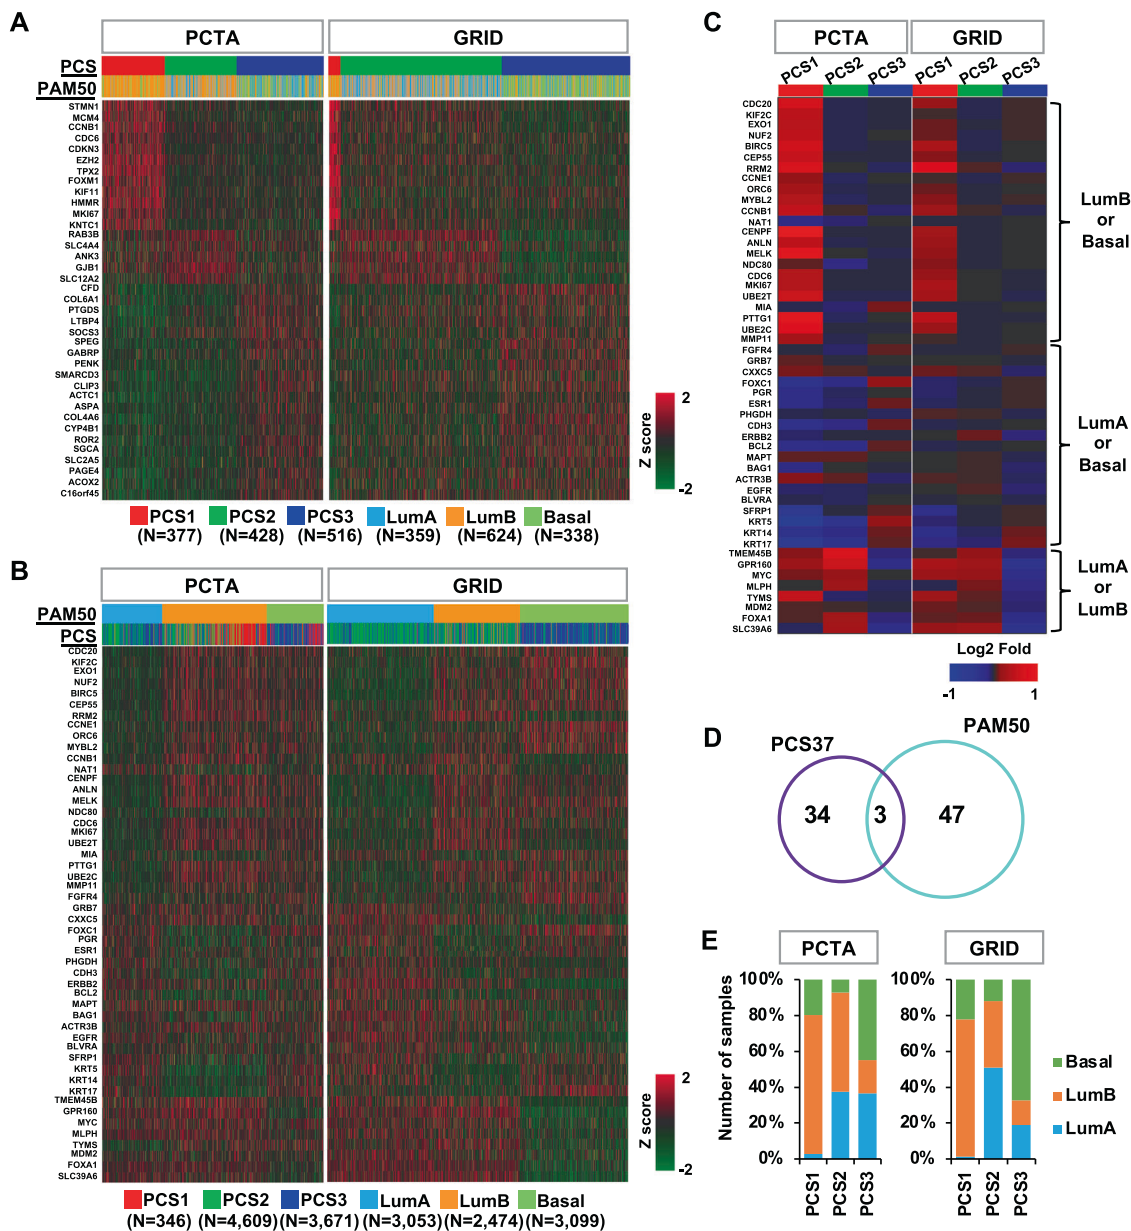 A
PCTA
GRID
PCS
PAM50
STMN1
MCM4
CCNB1
CDC6
CDKN3
EZH2
TPX2
FOXM1
KIF11
HMMR
MKI67
KNTC1
RAB3B
SLC4A4
ANK3
GJB1
SLC12A2
CFD
COL6A1
PTGDS
LTBP4
SOCS3
SPEG
GABRP
PENK
SMARCD3
CLIP3
ACTC1
ASPA
COL4A6
CYP4B1
ROR2
SGCA
SLC2A5
PAGE4
ACOX2
C16orf45
2
Z score
-2
PCS1 PCS2 PCS3 LumA LumB Basal
(N=377) (N=428) (N=516) (N=359) (N=624) (N=338)
B
PCTA
GRID
PAM50
PCS
CDC20
KIF2C
EXO1
NUF2
BIRC5
CEP55
RRM2
CCNE1
ORC6
MYBL2
CCNB1
NAT1
CENPF
ANLN
MELK
NDC80
CDC6
MKI67
UBE2T
MIA
PTTG1
UBE2C
MMP11
FGFR4
GRB7
CXXC5
FOXC1
PGR
ESR1
PHGDH
CDH3
ERBB2
BCL2
MAPT
BAG1
ACTR3B
EGFR
BLVRA
SFRP1
KRT5
KRT14
KRT17
TMEM45B
GPR160
MYC
MLPH
TYMS
MDM2
FOXA1
SLC39A6
2
Z score
-2
PCS1 PCS2 PCS3 LumA LumB Basal
(N=346) (N=4,609) (N=3,671) (N=3,053) (N=2,474) (N=3,099)
C
PCTA
GRID
PCS1 PCS2 PCS3 PCS1 PCS2 PCS3
CDC20
KIF2C
EXO1
NUF2
BIRC5
CEP55
RRM2
CCNE1
ORC6
MYBL2
CCNB1
NAT1
CENPF
ANLN
MELK
NDC80
CDC6
MKI67
UBE2T
MIA
PTTG1
UBE2C
MMP11
FGFR4
GRB7
CXXC5
FOXC1
PGR
ESR1
PHGDH
CDH3
ERBB2
BCL2
MAPT
BAG1
ACTR3B
EGFR
BLVRA
SFRP1
KRT5
KRT14
KRT17
TMEM45B
GPR160
MYC
MLPH
TYMS
MDM2
FOXA1
SLC39A6
LumB
or
Basal
LumA
or
Basal
LumA
or
LumB
Log2 Fold
-1 1
D
PCS37
PAM50
34 3 47
E
PCTA
GRID
Number of samples
100%
80%
60%
40%
20%
0%
PCS1
PCS2
PCS3
100%
80%
60%
40%
20%
0%
PCS1
PCS2
PCS3
Basal
LumB
LumA